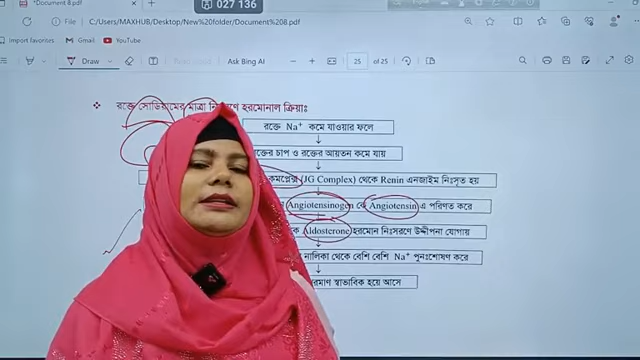 *Document 8.pdf
027 136
File C:/Users/MAXHUB/Desktop/New%20folder/Document%208.pdf
Import favorites Gmail YouTube
Draw Ask Bing AI 25 of 25
❖ রক্তে সোডিয়ামের মাত্রা হরমোনাল ক্রিয়াঃ
রক্তে Na⁺ কমে যাওয়ার ফলে
চাপ ও রক্তের আয়তন কমে যায়
(JG Complex) থেকে Renin এনজাইম নিঃসৃত হয়
Angiotensinogen কে Angiotensin এ পরিণত করে
Aldosterone হরমোন নিঃসরণে উদ্দীপনা যোগায়
নালিকা থেকে বেশি বেশি Na⁺ পুনঃশোষণ করে
স্বাভাবিক হয়ে আসে